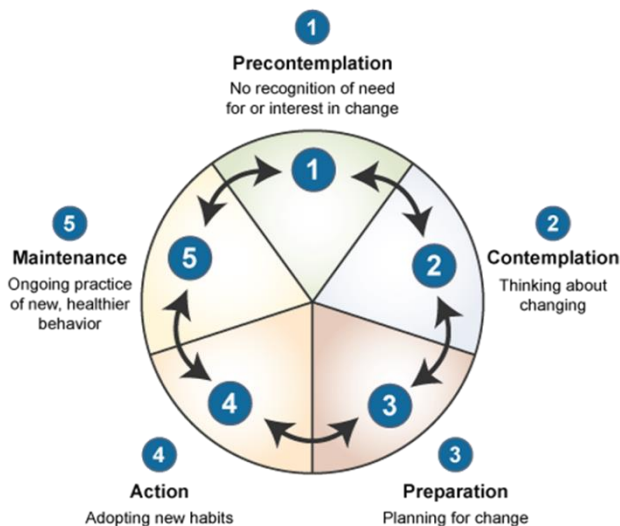 1
Precontemplation
No recognition of need
for or interest in change
1
2
5
3
4
5
Maintenance
Ongoing practice
of new, healthier
behavior
2
Contemplation
Thinking about
changing
4
Action
Adopting new habits
3
Preparation
Planning for change